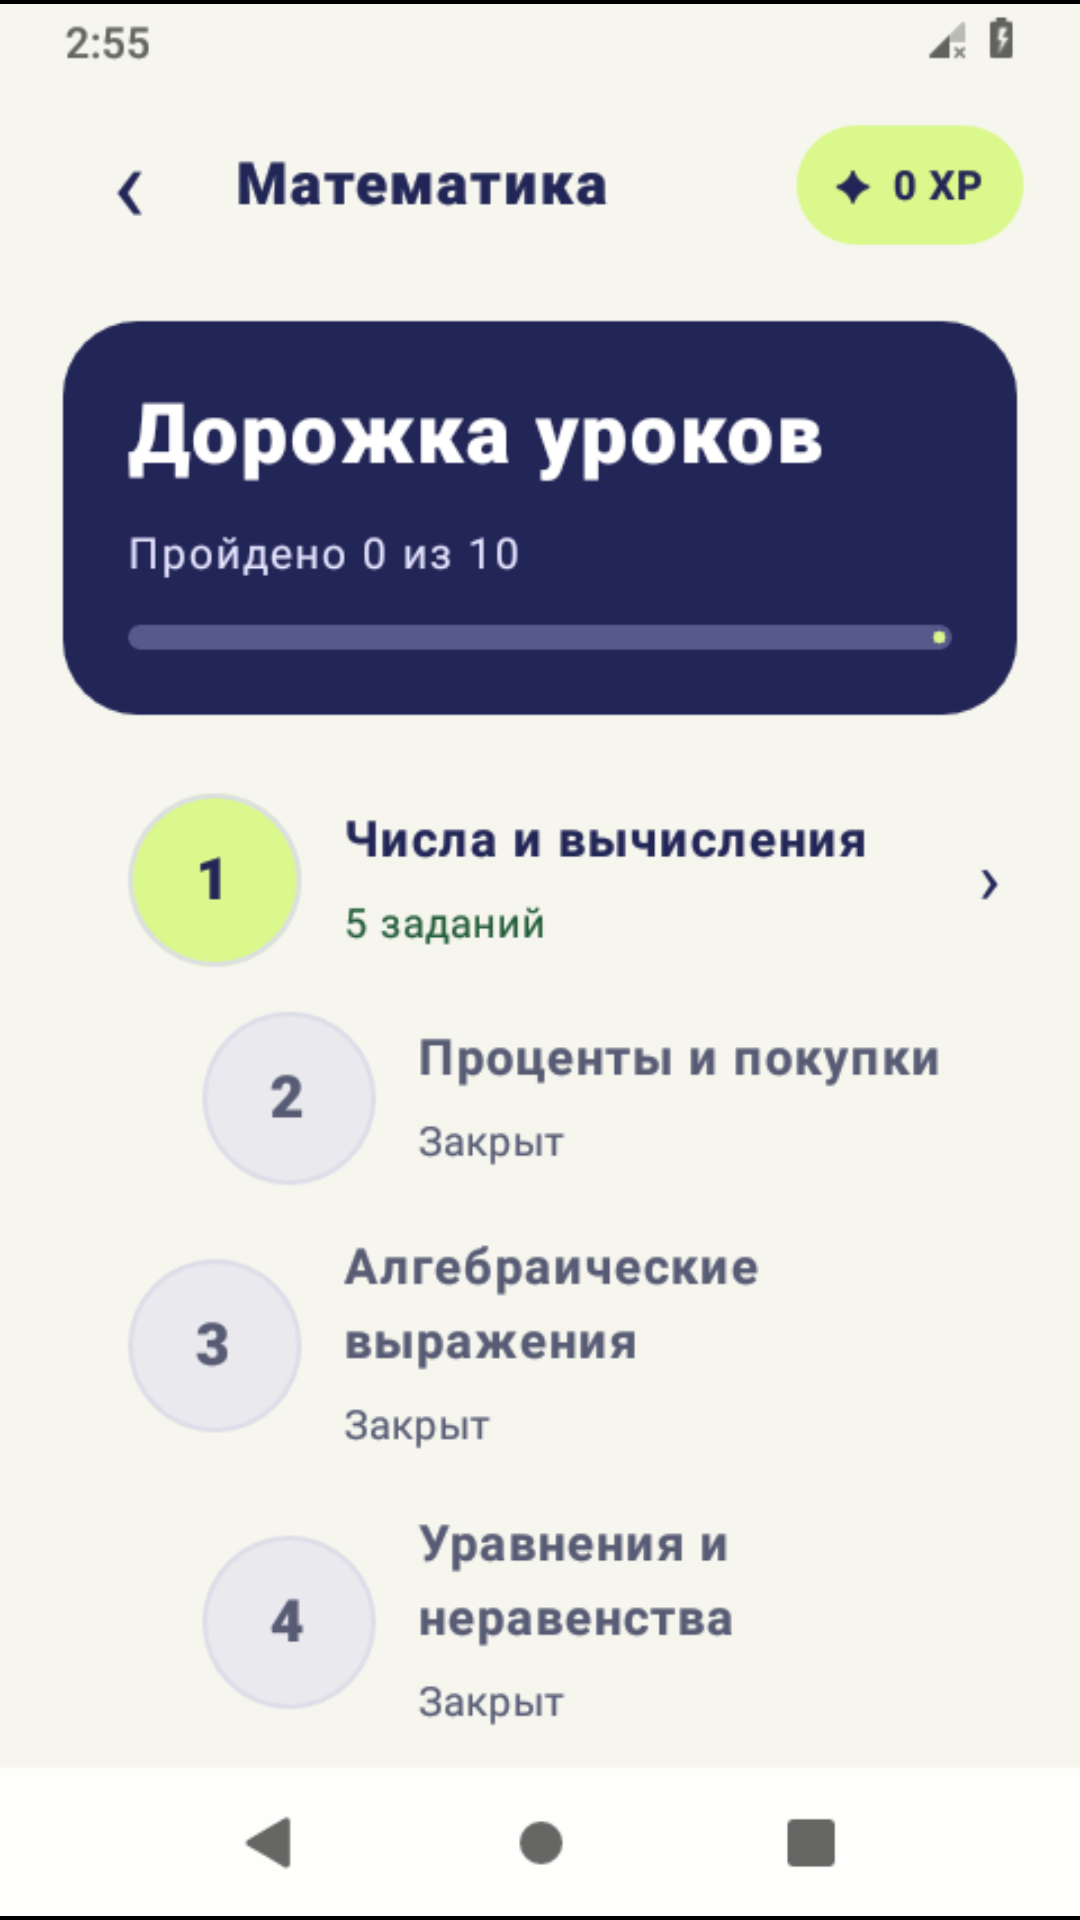 2:55
Математика
0 XP
Дорожка уроков
Пройдено 0 из 10
1
Числа и вычисления
5 заданий
2
Проценты и покупки
Закрыт
3
Алгебраические
выражения
Закрыт
4
Уравнения и
неравенства
Закрыт